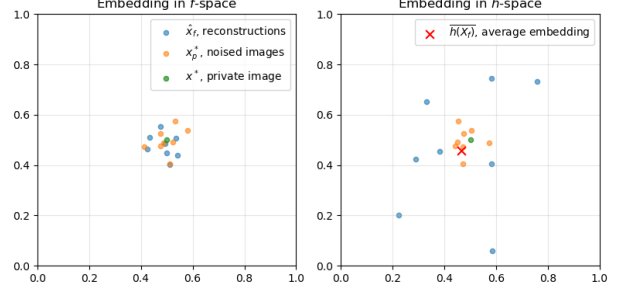 Embedding in f-space
x̂_f, reconstructions
x*_p, noised images
x*, private image
1.0
0.8
0.6
0.4
0.2
0.0
0.0 0.2 0.4 0.6 0.8 1.0
Embedding in h-space
h(X_f), average embedding
1.0
0.8
0.6
0.4
0.2
0.0
0.0 0.2 0.4 0.6 0.8 1.0